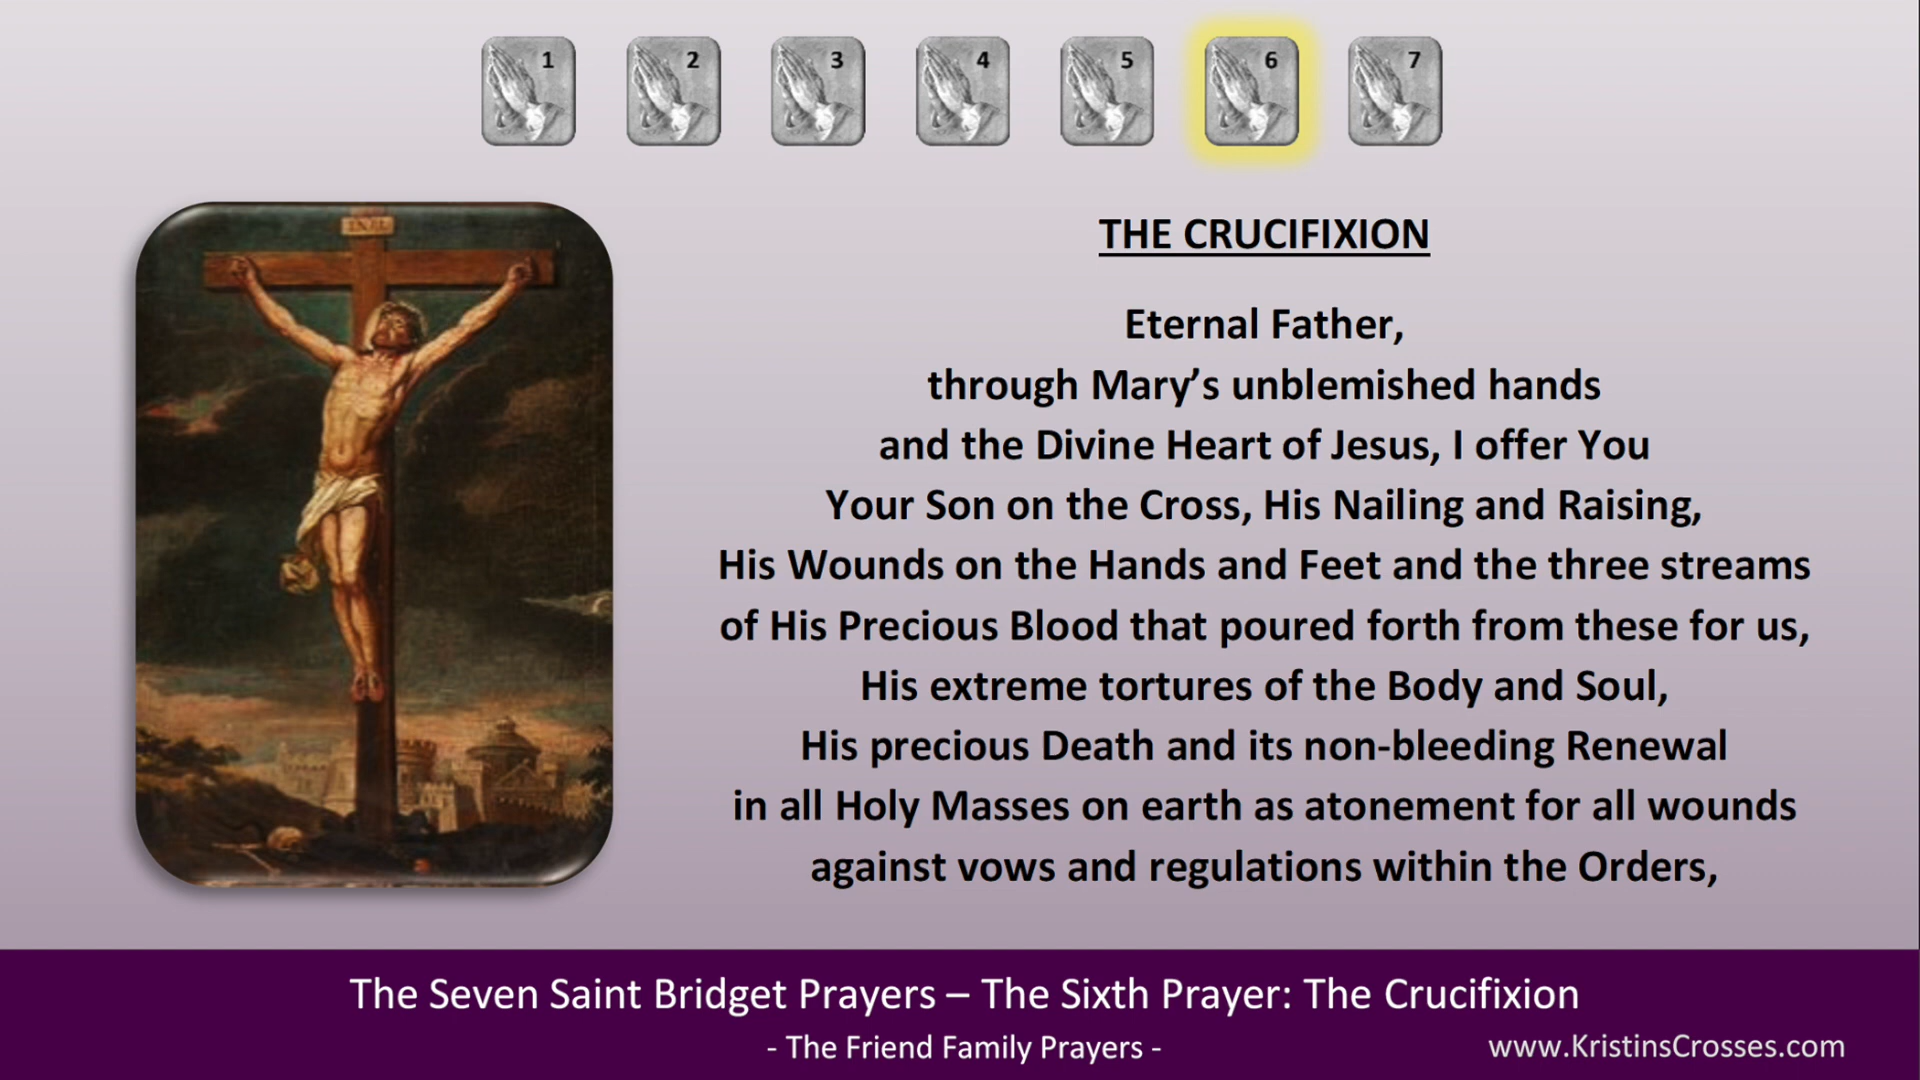 1 2 3 4 5 6 7
INRI
THE CRUCIFIXION
Eternal Father,
through Mary’s unblemished hands
and the Divine Heart of Jesus, I offer You
Your Son on the Cross, His Nailing and Raising,
His Wounds on the Hands and Feet and the three streams
of His Precious Blood that poured forth from these for us,
His extreme tortures of the Body and Soul,
His precious Death and its non-bleeding Renewal
in all Holy Masses on earth as atonement for all wounds
against vows and regulations within the Orders,
The Seven Saint Bridget Prayers – The Sixth Prayer: The Crucifixion
- The Friend Family Prayers -
www.KristinsCrosses.com